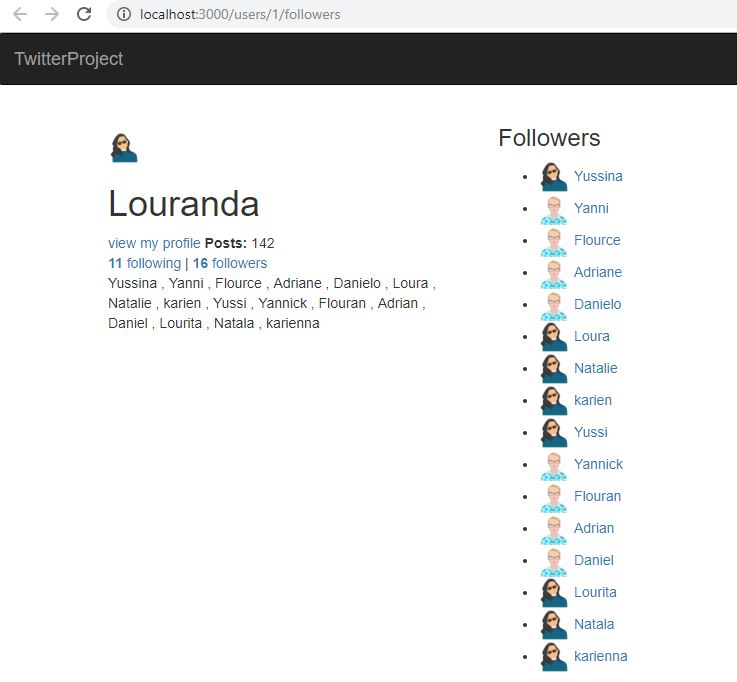 localhost:3000/users/1/followers
TwitterProject
Louranda
view my profile Posts: 142
11 following | 16 followers
Yussina , Yanni , Flource , Adriane , Danielo , Loura ,
Natalie , karien , Yussi , Yannick , Flouran , Adrian ,
Daniel , Lourita , Natala , karienna
Followers
Yussina
Yanni
Flource
Adriane
Danielo
Loura
Natalie
karien
Yussi
Yannick
Flouran
Adrian
Daniel
Lourita
Natala
karienna